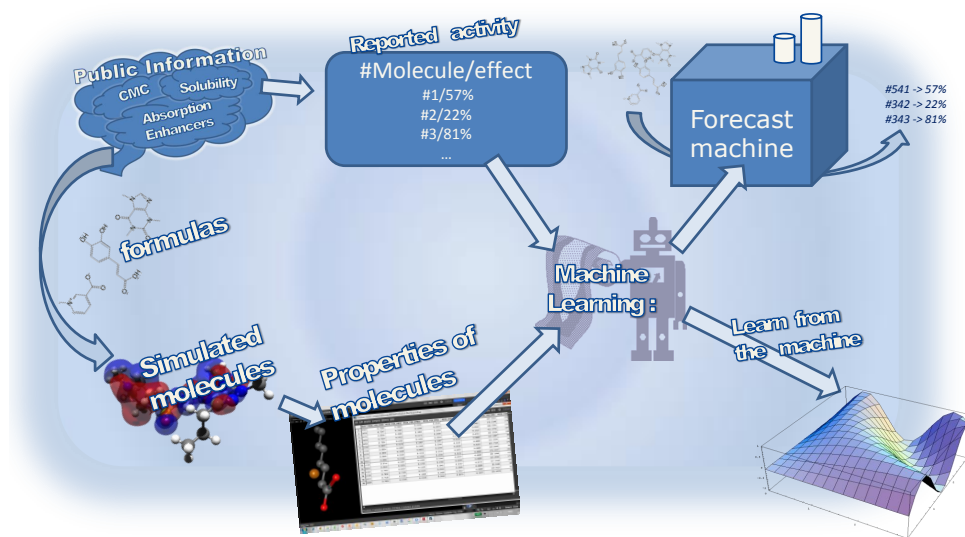 Public Information
CMC
Solubility
Absorption
Enhancers
Reported activity
#Molecule/effect
#1/57%
#2/22%
#3/81%
...
Forecast
machine
#541 -> 57%
#342 -> 22%
#343 -> 81%
formulas
Machine
Learning :
Simulated
molecules
Properties of
molecules
Learn from
the machine